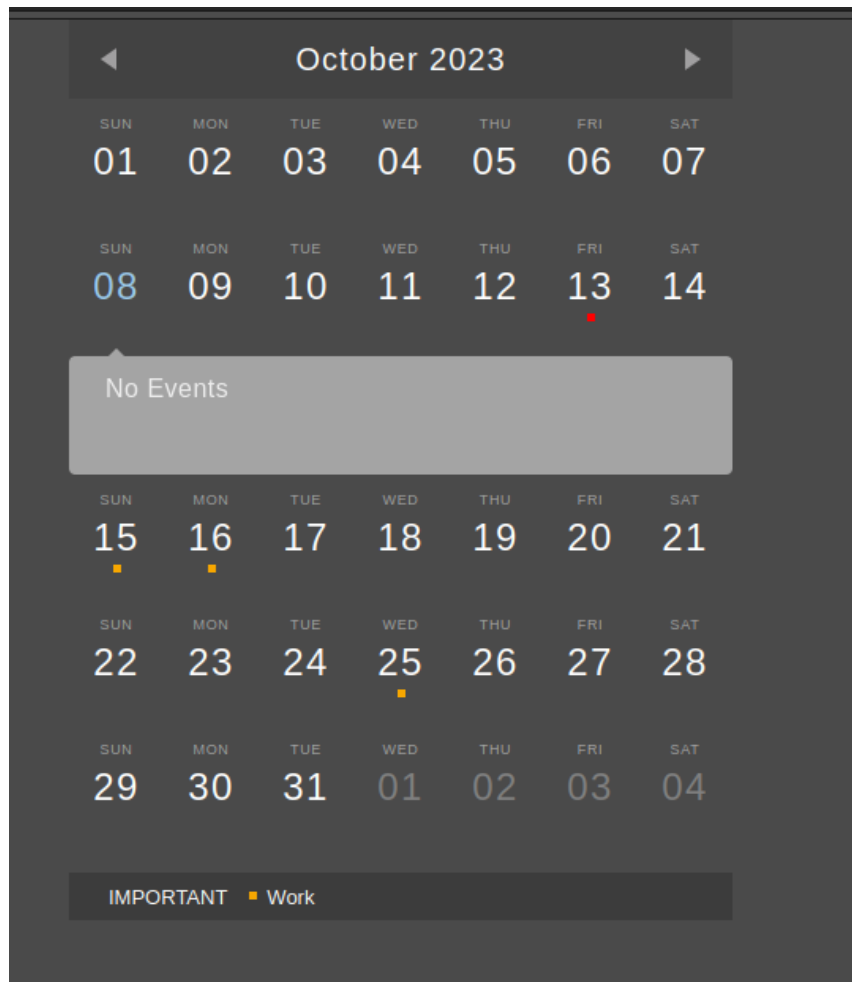 October 2023
SUN MON TUE WED THU FRI SAT
01 02 03 04 05 06 07
SUN MON TUE WED THU FRI SAT
08 09 10 11 12 13 14
No Events
SUN MON TUE WED THU FRI SAT
15 16 17 18 19 20 21
SUN MON TUE WED THU FRI SAT
22 23 24 25 26 27 28
SUN MON TUE WED THU FRI SAT
29 30 31 01 02 03 04
IMPORTANT Work